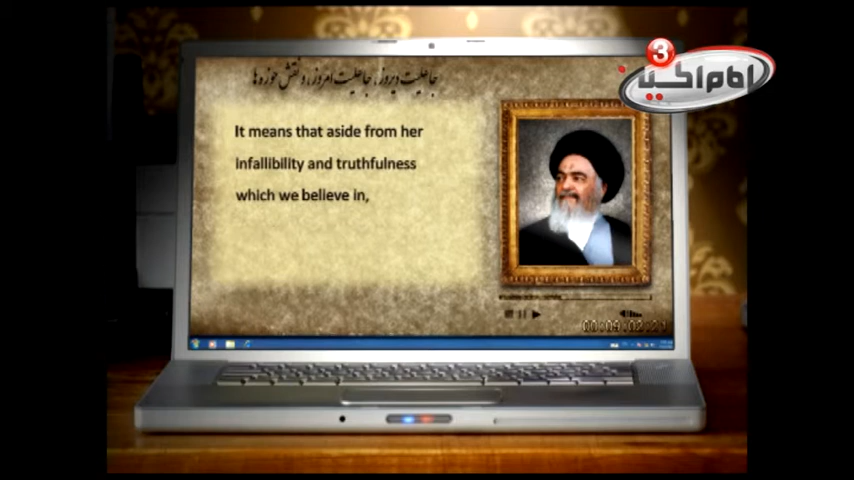 جاهلیت دیروز، جاهلیت امروز، و نقش حوزه ها
3
امام اکیپ
It means that aside from her
infallibility and truthfulness
which we believe in,
00:09:02:21